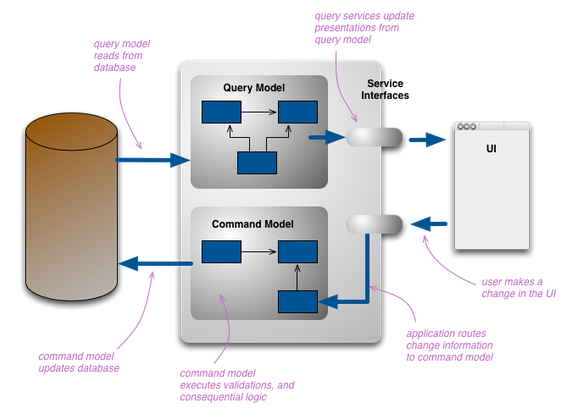 query services update
presentations from
query model
query model
reads from
database
Query Model
Service
Interfaces
UI
Command Model
user makes a
change in the UI
application routes
change information
to command model
command model
updates database
command model
executes validations, and
consequential logic